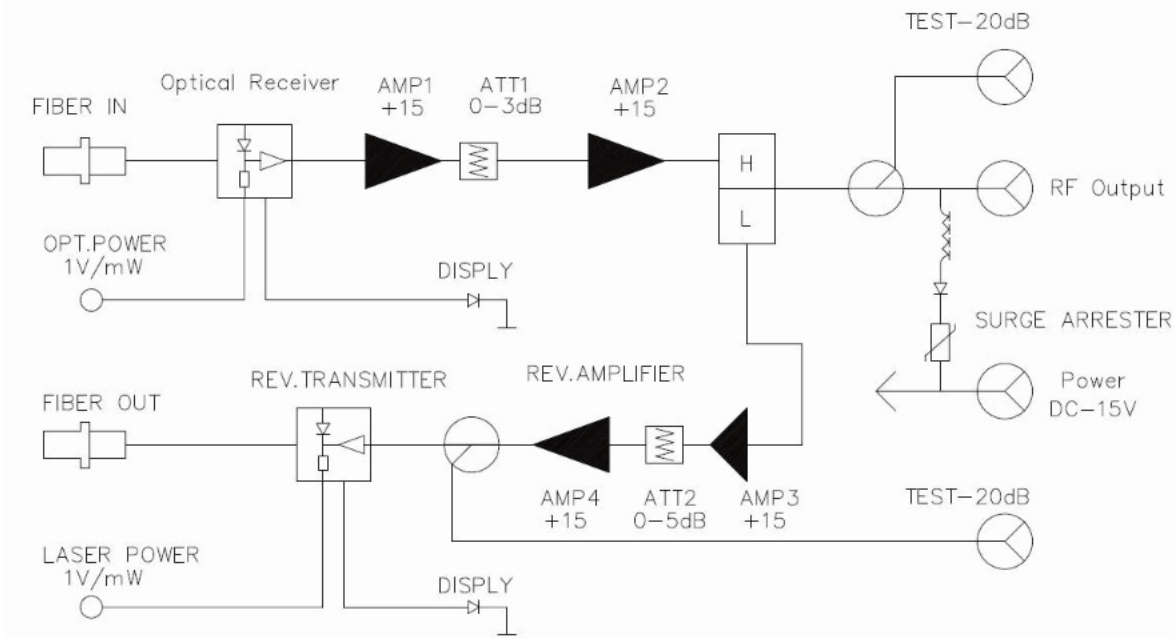 TEST-20dB
Optical Receiver
AMP1
+15
ATT1
0-3dB
AMP2
+15
FIBER IN
H
L
RF Output
OPT.POWER
1V/mW
DISPLY
SURGE ARRESTER
REV.TRANSMITTER
REV.AMPLIFIER
Power
DC-15V
FIBER OUT
AMP4
+15
ATT2
0-5dB
AMP3
+15
TEST-20dB
LASER POWER
1V/mW
DISPLY